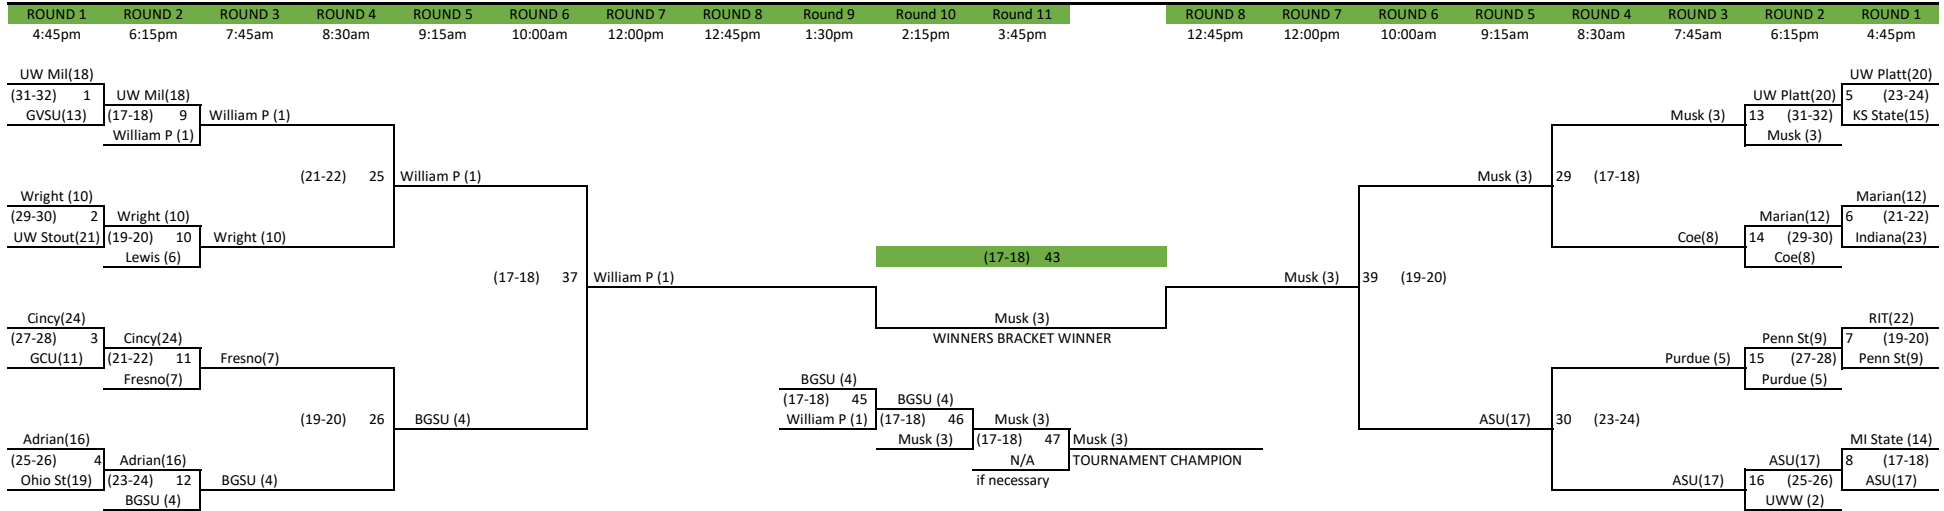 ROUND 1 ROUND 2 ROUND 3 ROUND 4 ROUND 5 ROUND 6 ROUND 7 ROUND 8 Round 9 Round 10 Round 11 ROUND 8 ROUND 7 ROUND 6 ROUND 5 ROUND 4 ROUND 3 ROUND 2 ROUND 1
4:45pm 6:15pm 7:45am 8:30am 9:15am 10:00am 12:00pm 12:45pm 1:30pm 2:15pm 3:45pm 12:45pm 12:00pm 10:00am 9:15am 8:30am 7:45am 6:15pm 4:45pm
UW Mil(18) UW Platt(20)
(31-32) 1 UW Mil(18) UW Platt(20) 5 (23-24)
GVSU(13) (17-18) 9 William P (1) Musk (3) 13 (31-32) KS State(15)
William P (1) Musk (3)
(21-22) 25 William P (1) Musk (3) 29 (17-18)
Wright (10) Marian(12)
(29-30) 2 Wright (10) Marian(12) 6 (21-22)
UW Stout(21) (19-20) 10 Wright (10) Coe(8) 14 (29-30) Indiana(23)
Lewis (6) (17-18) 43 Coe(8)
(17-18) 37 William P (1) Musk (3) 39 (19-20)
Cincy(24) Musk (3) RIT(22)
(27-28) 3 Cincy(24) WINNERS BRACKET WINNER Penn St(9) 7 (19-20)
GCU(11) (21-22) 11 Fresno(7) Purdue (5) 15 (27-28) Penn St(9)
Fresno(7) BGSU (4) Purdue (5)
(17-18) 45 BGSU (4)
(19-20) 26 BGSU (4) William P (1) (17-18) 46 Musk (3) ASU(17) 30 (23-24)
Adrian(16) Musk (3) (17-18) 47 Musk (3) MI State (14)
(25-26) 4 Adrian(16) N/A TOURNAMENT CHAMPION ASU(17) 8 (17-18)
Ohio St(19) (23-24) 12 BGSU (4) if necessary ASU(17) 16 (25-26) ASU(17)
BGSU (4) UWW (2)